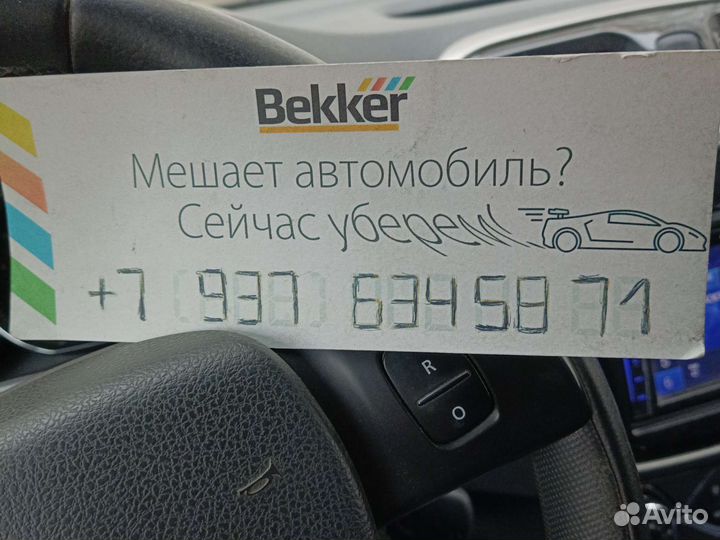 Bekker
Мешает автомобиль?
Сейчас уберем!
+7 937 634 58 71
R
O
Avito